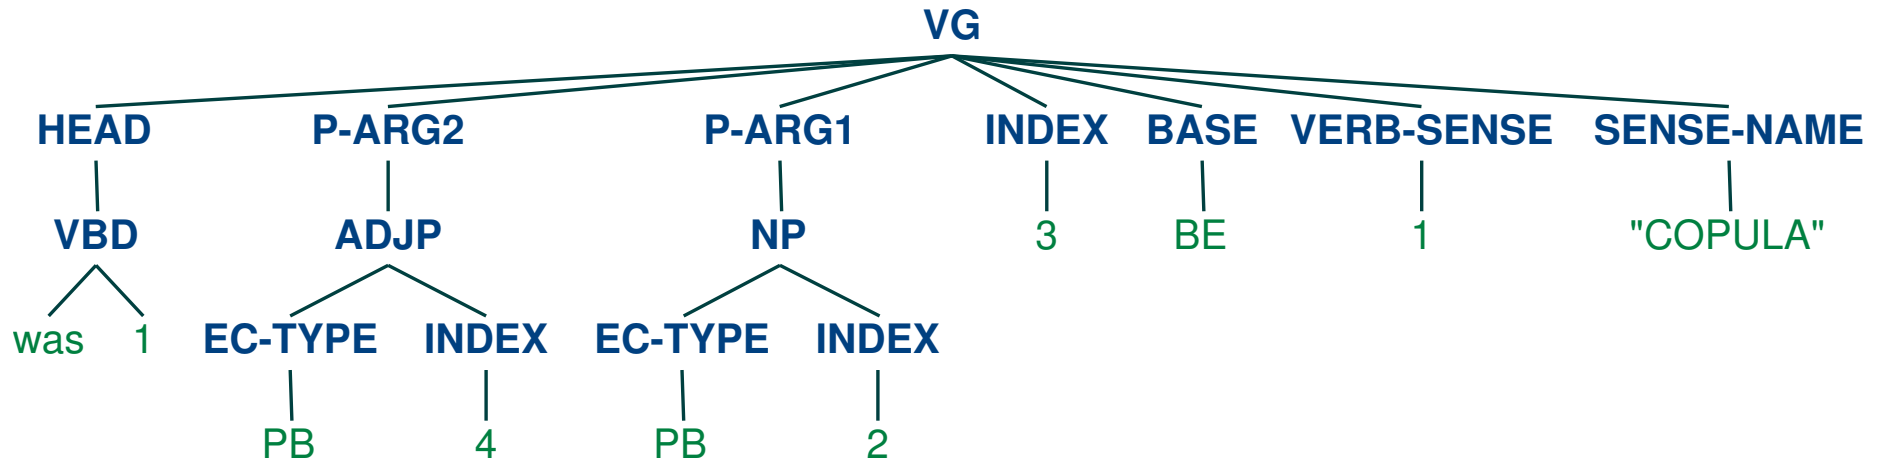 VG
HEAD P-ARG2 P-ARG1 INDEX BASE VERB-SENSE SENSE-NAME
VBD ADJP NP 3 BE 1 "COPULA"
was 1 EC-TYPE INDEX EC-TYPE INDEX
PB 4 PB 2